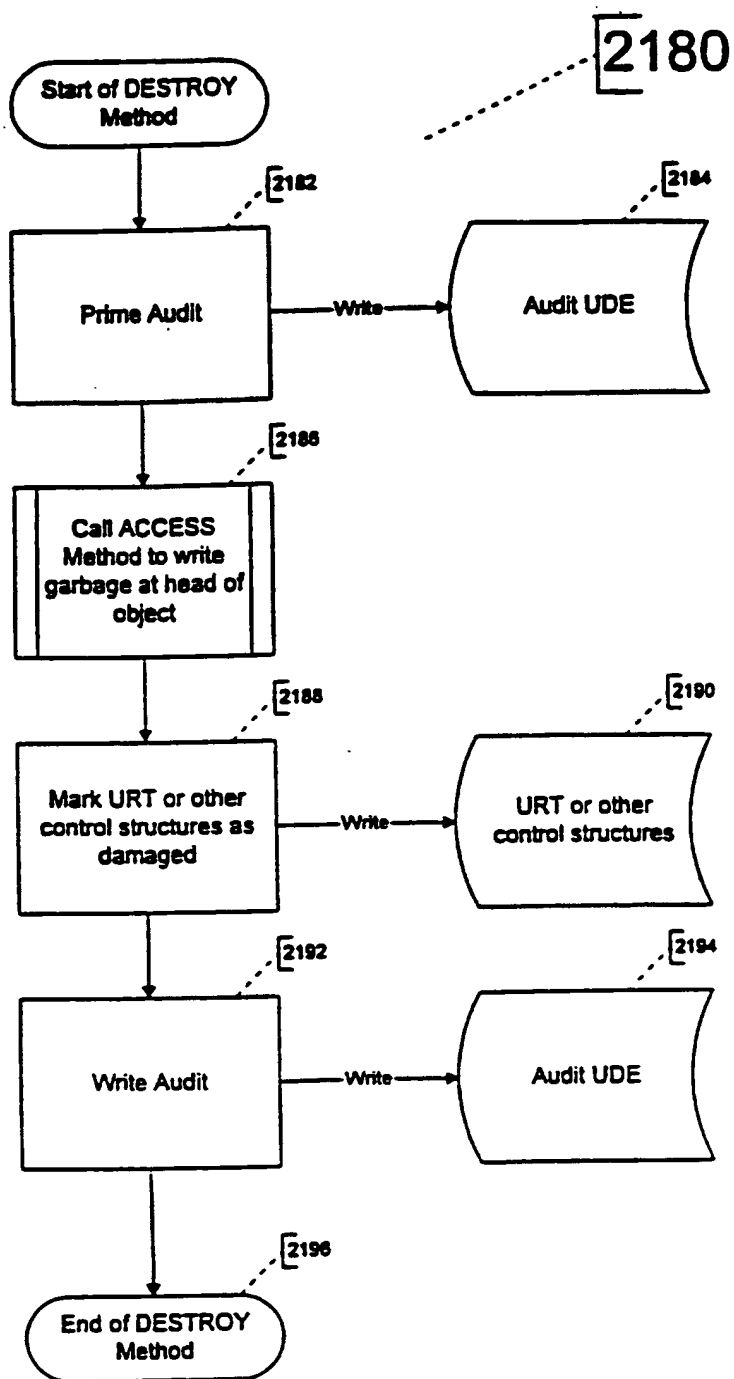 2180
Start of DESTROY
Method
2182
2184
Prime Audit
Write
Audit UDE
2186
Call ACCESS
Method to write
garbage at head of
object
2188
2190
Mark URT or other
control structures as
damaged
Write
URT or other
control structures
2192
2194
Write Audit
Write
Audit UDE
2196
End of DESTROY
Method